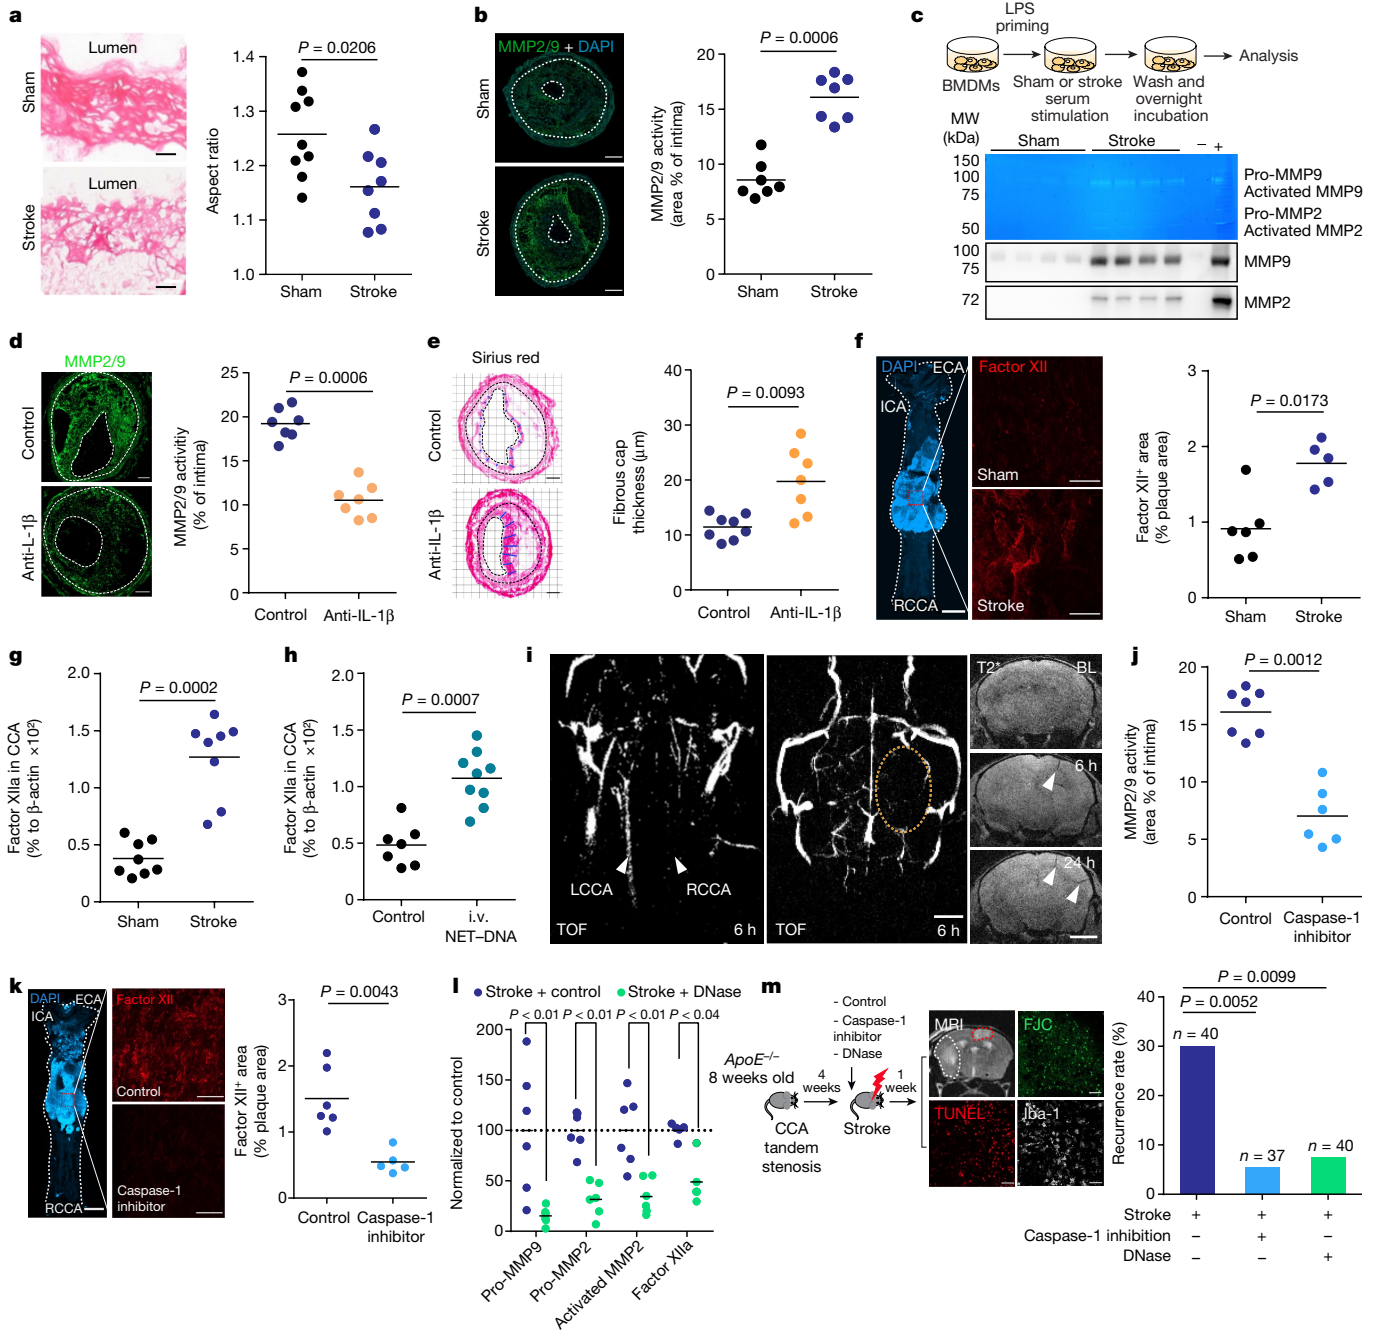 a
Lumen
Sham
Lumen
Stroke
P = 0.0206
Aspect ratio
1.4
1.3
1.2
1.1
1.0
Sham
Stroke
b
MMP2/9 + DAPI
Sham
Stroke
P = 0.0006
MMP2/9 activity
(area % of intima)
20
15
10
5
0
Sham
Stroke
c
LPS
priming
Analysis
BMDMs
Sham or stroke
serum
stimulation
Wash and
overnight
incubation
MW
(kDa)
Sham
Stroke
– +
150
100
75
50
Pro-MMP9
Activated MMP9
Pro-MMP2
Activated MMP2
100
75
MMP9
72
MMP2
d
MMP2/9
Control
Anti-L-1β
P = 0.0006
MMP2/9 activitiy
(% of intima)
25
20
15
10
5
0
Control
Anti-IL-1β
e
Sirius red
Control
Anti-IL-1β
P = 0.0093
Fibrous cap
thickness (μm)
40
30
20
10
0
Control
Anti-IL-1β
f
DAPI
ECA
ICA
RCCA
Factor XII
Sham
Stroke
P = 0.0173
Factor XII+ area
(% plaque area)
3
2
1
0
Sham
Stroke
g
P = 0.0002
Factor XIIa in CCA
(% to β-actin ×10²)
2.0
1.5
1.0
0.5
0
Sham
Stroke
h
P = 0.0007
Factor XIIa in CCA
(% to β-actin ×10²)
2.0
1.5
1.0
0.5
0
Control
i.v.
NET–DNA
i
LCCA
RCCA
TOF
6 h
TOF
6 h
T2*
BL
6 h
24 h
j
P = 0.0012
MMP2/9 activity
(area % of intima)
20
15
10
5
0
Control
Caspase-1
inhibitor
k
DAPI
ECA
ICA
RCCA
Factor XII
Control
Caspase-1
inhibitor
P = 0.0043
Factor XII+ area
(% plaque area)
3
2
1
0
Control
Caspase-1
inhibitor
l
Stroke + control
Stroke + DNase
P < 0.01
P < 0.01
P < 0.01
P < 0.04
Normalized to control
200
150
100
50
0
Pro-MMP9
Pro-MMP2
Activated MMP2
Factor XIIa
m
- Control
- Caspase-1
inhibitor
- DNase
ApoE–/–
8 weeks old
4
weeks
1
week
CCA
tandem
stenosis
Stroke
MRI
FJC
TUNEL
Iba-1
P = 0.0099
P = 0.0052
Recurrence rate (%)
40
30
20
10
0
n = 40
n = 37
n = 40
Stroke + + +
Caspase-1 inhibition – + –
DNase – – +